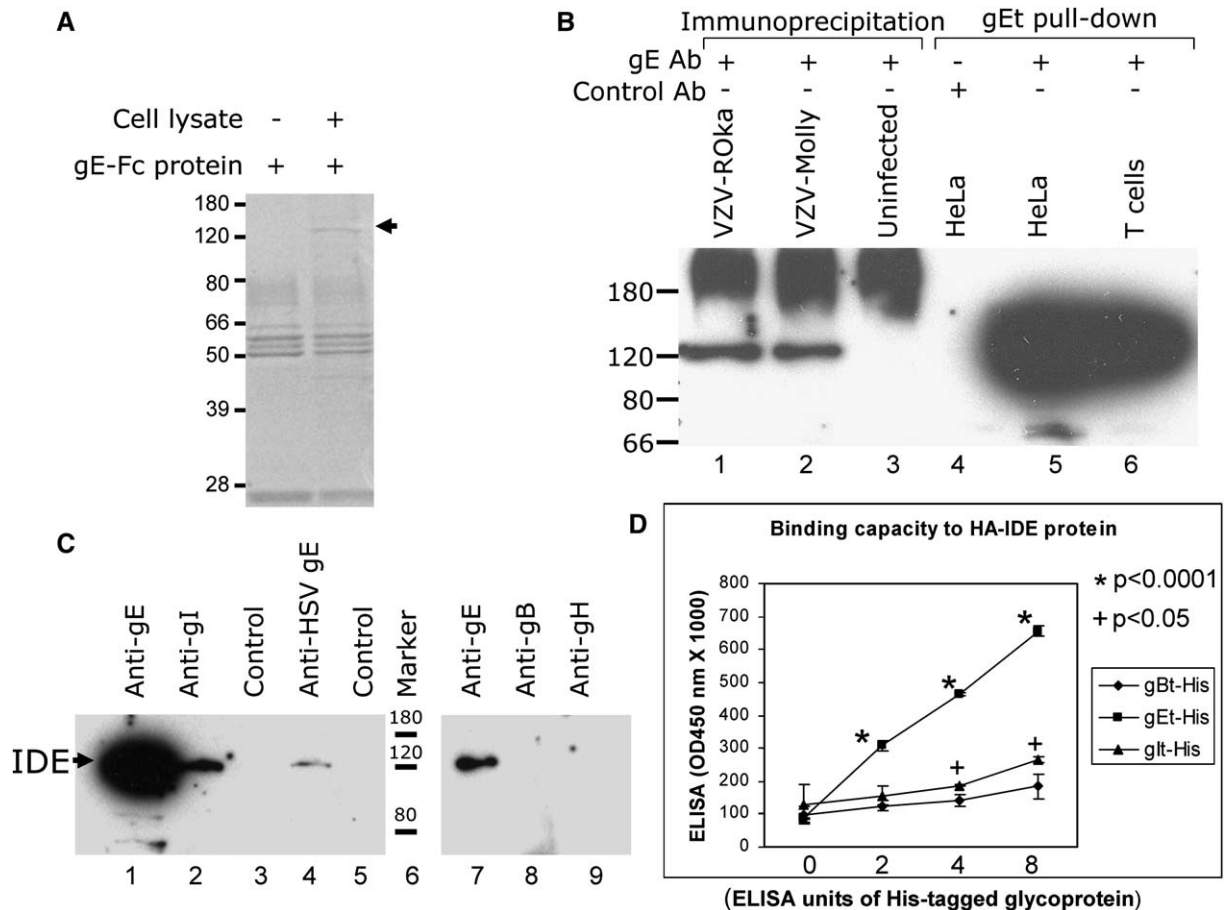 A
Cell lysate - +
gE-Fc protein + +
180
120
80
66
50
39
28
B
Immunoprecipitation gEt pull-down
gE Ab + + + - + +
Control Ab - - - + - -
VZV-ROka
VZV-Molly
Uninfected
HeLa
HeLa
T cells
180
120
80
66
1 2 3 4 5 6
C
Anti-gE
Anti-gI
Control
Anti-HSV gE
Control
Marker
Anti-gE
Anti-gB
Anti-gH
IDE
180
120
80
1 2 3 4 5 6 7 8 9
D
Binding capacity to HA-IDE protein
ELISA (OD450 nm X 1000)
800
700
600
500
400
300
200
100
0
* * *
+ +
0 2 4 8
(ELISA units of His-tagged glycoprotein)
* p<0.0001
+ p<0.05
gBt-His
gEt-His
gIt-His